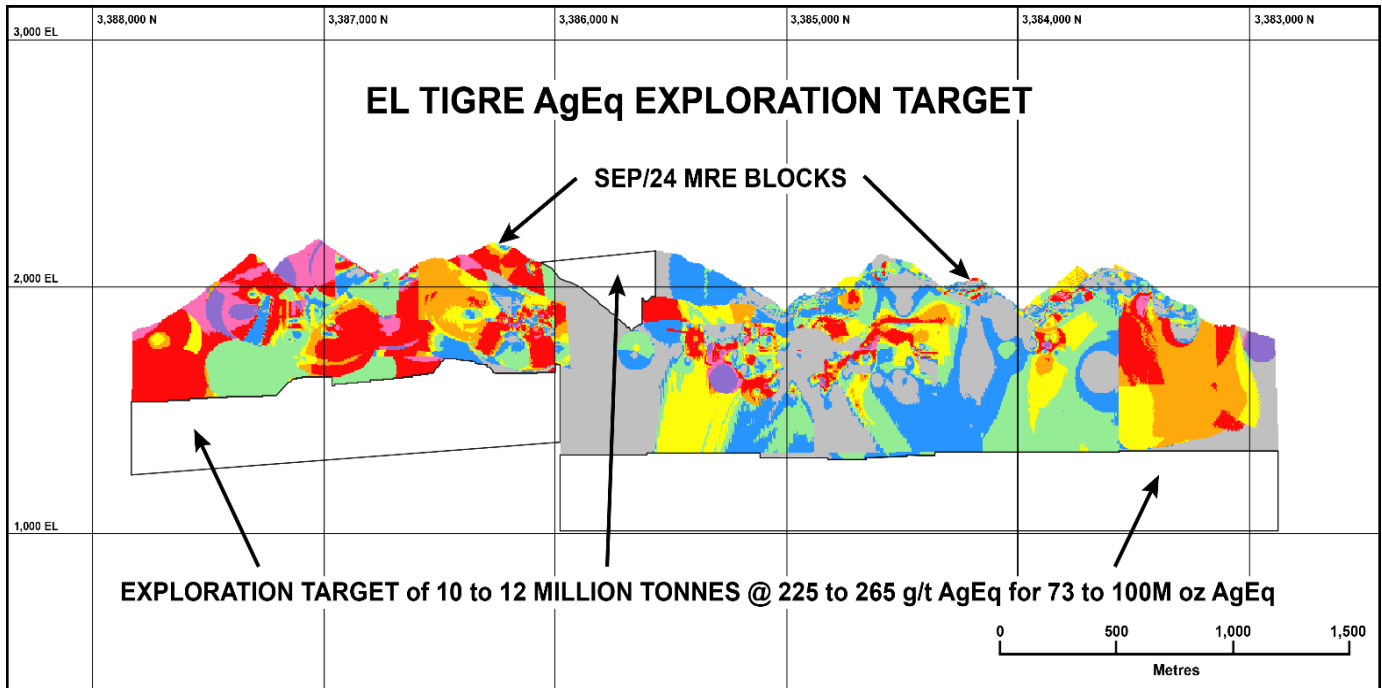 3,388,000 N
3,387,000 N
3,386,000 N
3,385,000 N
3,384,000 N
3,383,000 N
3,000 EL
EL TIGRE AgEq EXPLORATION TARGET
SEP/24 MRE BLOCKS
2,000 EL
1,000 EL
EXPLORATION TARGET of 10 to 12 MILLION TONNES @ 225 to 265 g/t AgEq for 73 to 100M oz AgEq
0
500
1,000
1,500
Metres